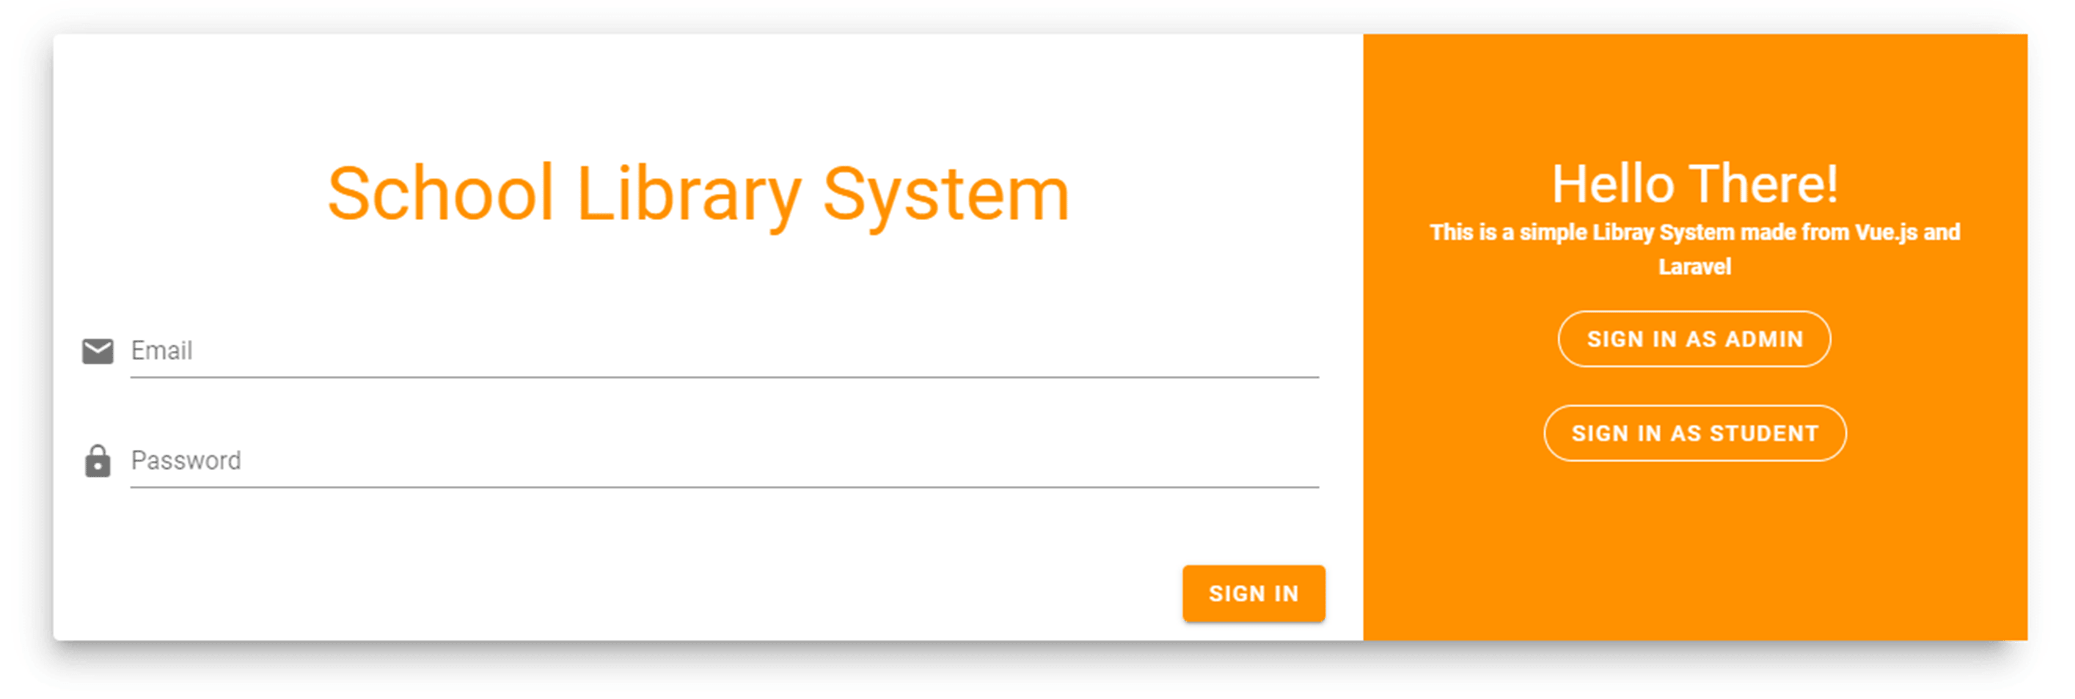 School Library System
Email
Password
SIGN IN
Hello There!
This is a simple Libray System made from Vue.js and
Laravel
SIGN IN AS ADMIN
SIGN IN AS STUDENT